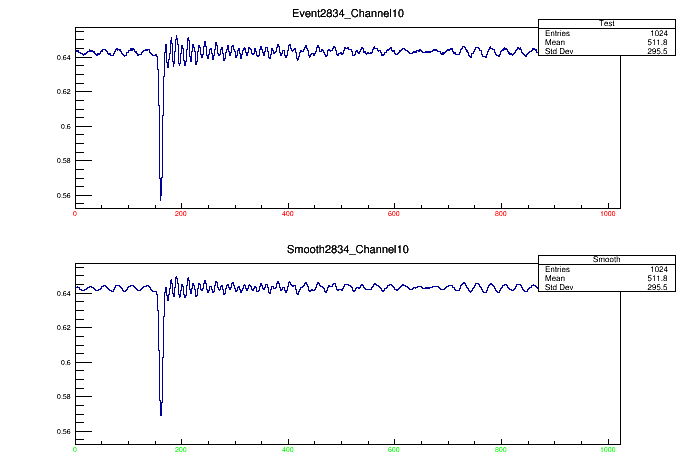 Event2834_Channel10
Test
Entries 1024
Mean 511.8
Std Dev 295.5
0.64
0.62
0.6
0.58
0.56
0 200 400 600 800 1000
Smooth2834_Channel10
Smooth
Entries 1024
Mean 511.8
Std Dev 295.5
0.64
0.62
0.6
0.58
0.56
0 200 400 600 800 1000